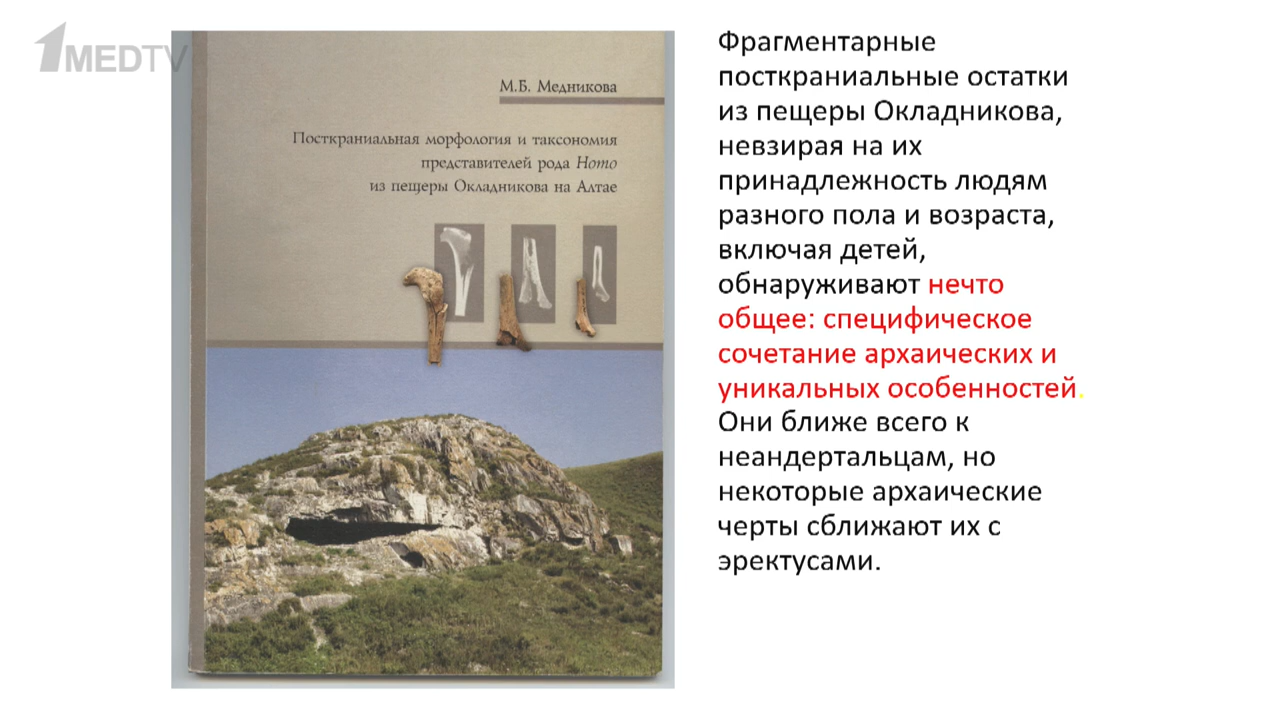 1MEDTV
М.Б. Медникова
Посткраниальная морфология и таксономия
представителей рода Homo
из пещеры Окладникова на Алтае
Фрагментарные
посткраниальные остатки
из пещеры Окладникова,
невзирая на их
принадлежность людям
разного пола и возраста,
включая детей,
обнаруживают нечто
общее: специфическое
сочетание архаических и
уникальных особенностей.
Они ближе всего к
неандертальцам, но
некоторые архаические
черты сближают их с
эректусами.